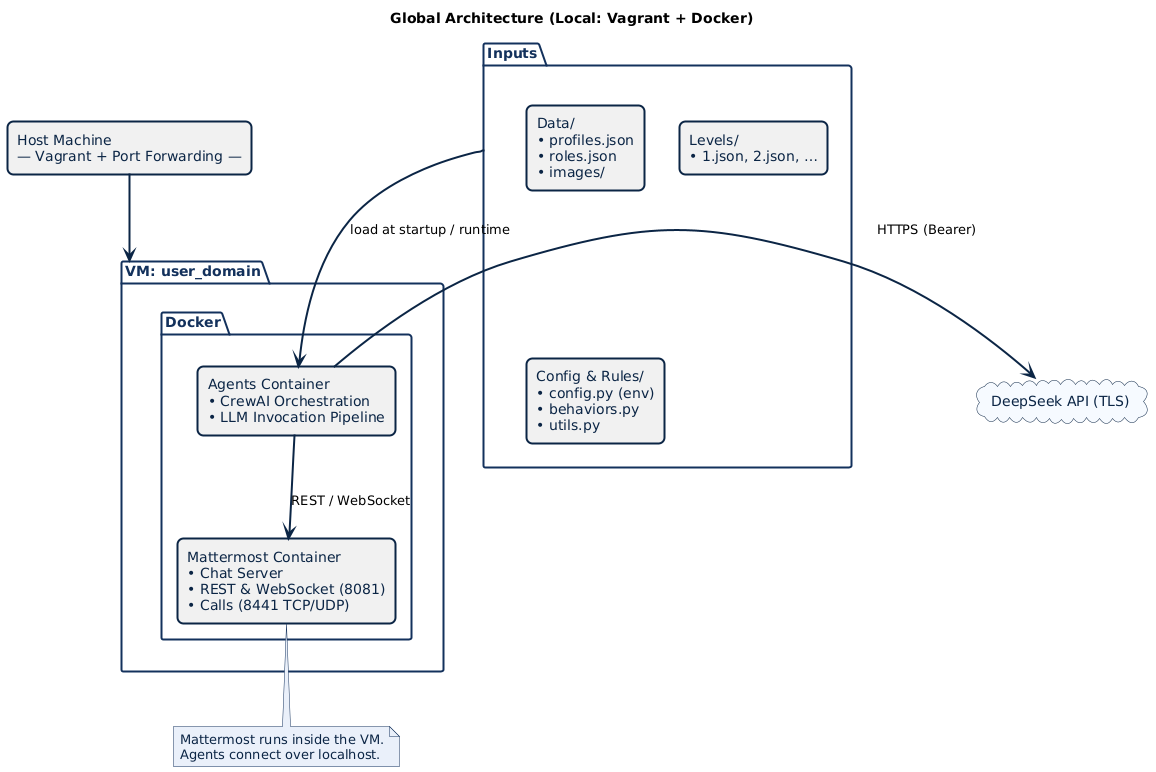 Global Architecture (Local: Vagrant + Docker)
Inputs
Data/
• profiles.json
• roles.json
• images/
Levels/
• 1.json, 2.json, ...
Host Machine
— Vagrant + Port Forwarding —
load at startup / runtime
HTTPS (Bearer)
VM: user_domain
Docker
Agents Container
• CrewAI Orchestration
• LLM Invocation Pipeline
Config & Rules/
• config.py (env)
• behaviors.py
• utils.py
DeepSeek API (TLS)
REST / WebSocket
Mattermost Container
• Chat Server
• REST & WebSocket (8081)
• Calls (8441 TCP/UDP)
Mattermost runs inside the VM.
Agents connect over localhost.